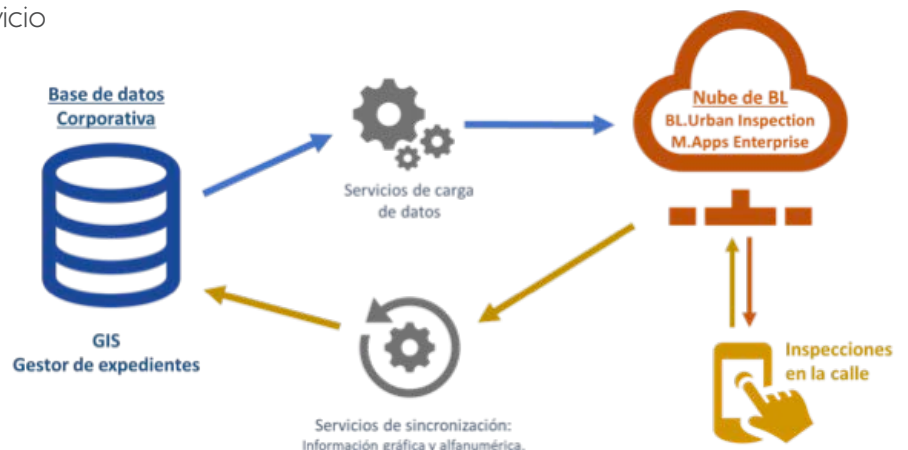 vicio
Base de datos
Corporativa
GIS
Gestor de expedientes
Servicios de carga
de datos
Nube de BL
BL.Urban Inspection
M.Apps Enterprise
Inspecciones
en la calle
Servicios de sincronización:
Información gráfica y alfanumérica.